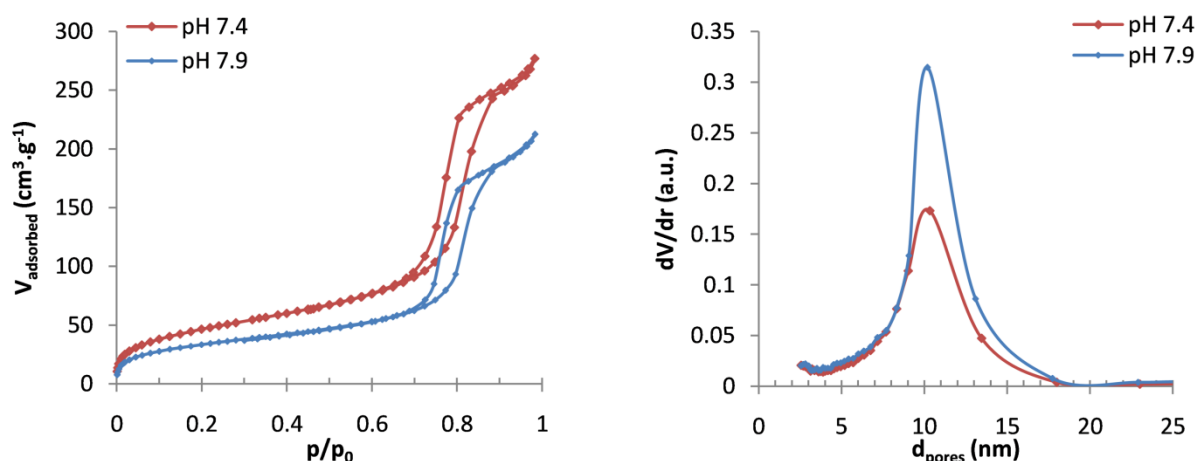 pH 7.4
pH 7.9
300
250
200
150
100
50
0
V adsorbed (cm³·g⁻¹)
0 0.2 0.4 0.6 0.8 1
p/p₀
pH 7.4
pH 7.9
0.35
0.3
0.25
0.2
0.15
0.1
0.05
0
dV/dr (a.u.)
0 5 10 15 20 25
d pores (nm)